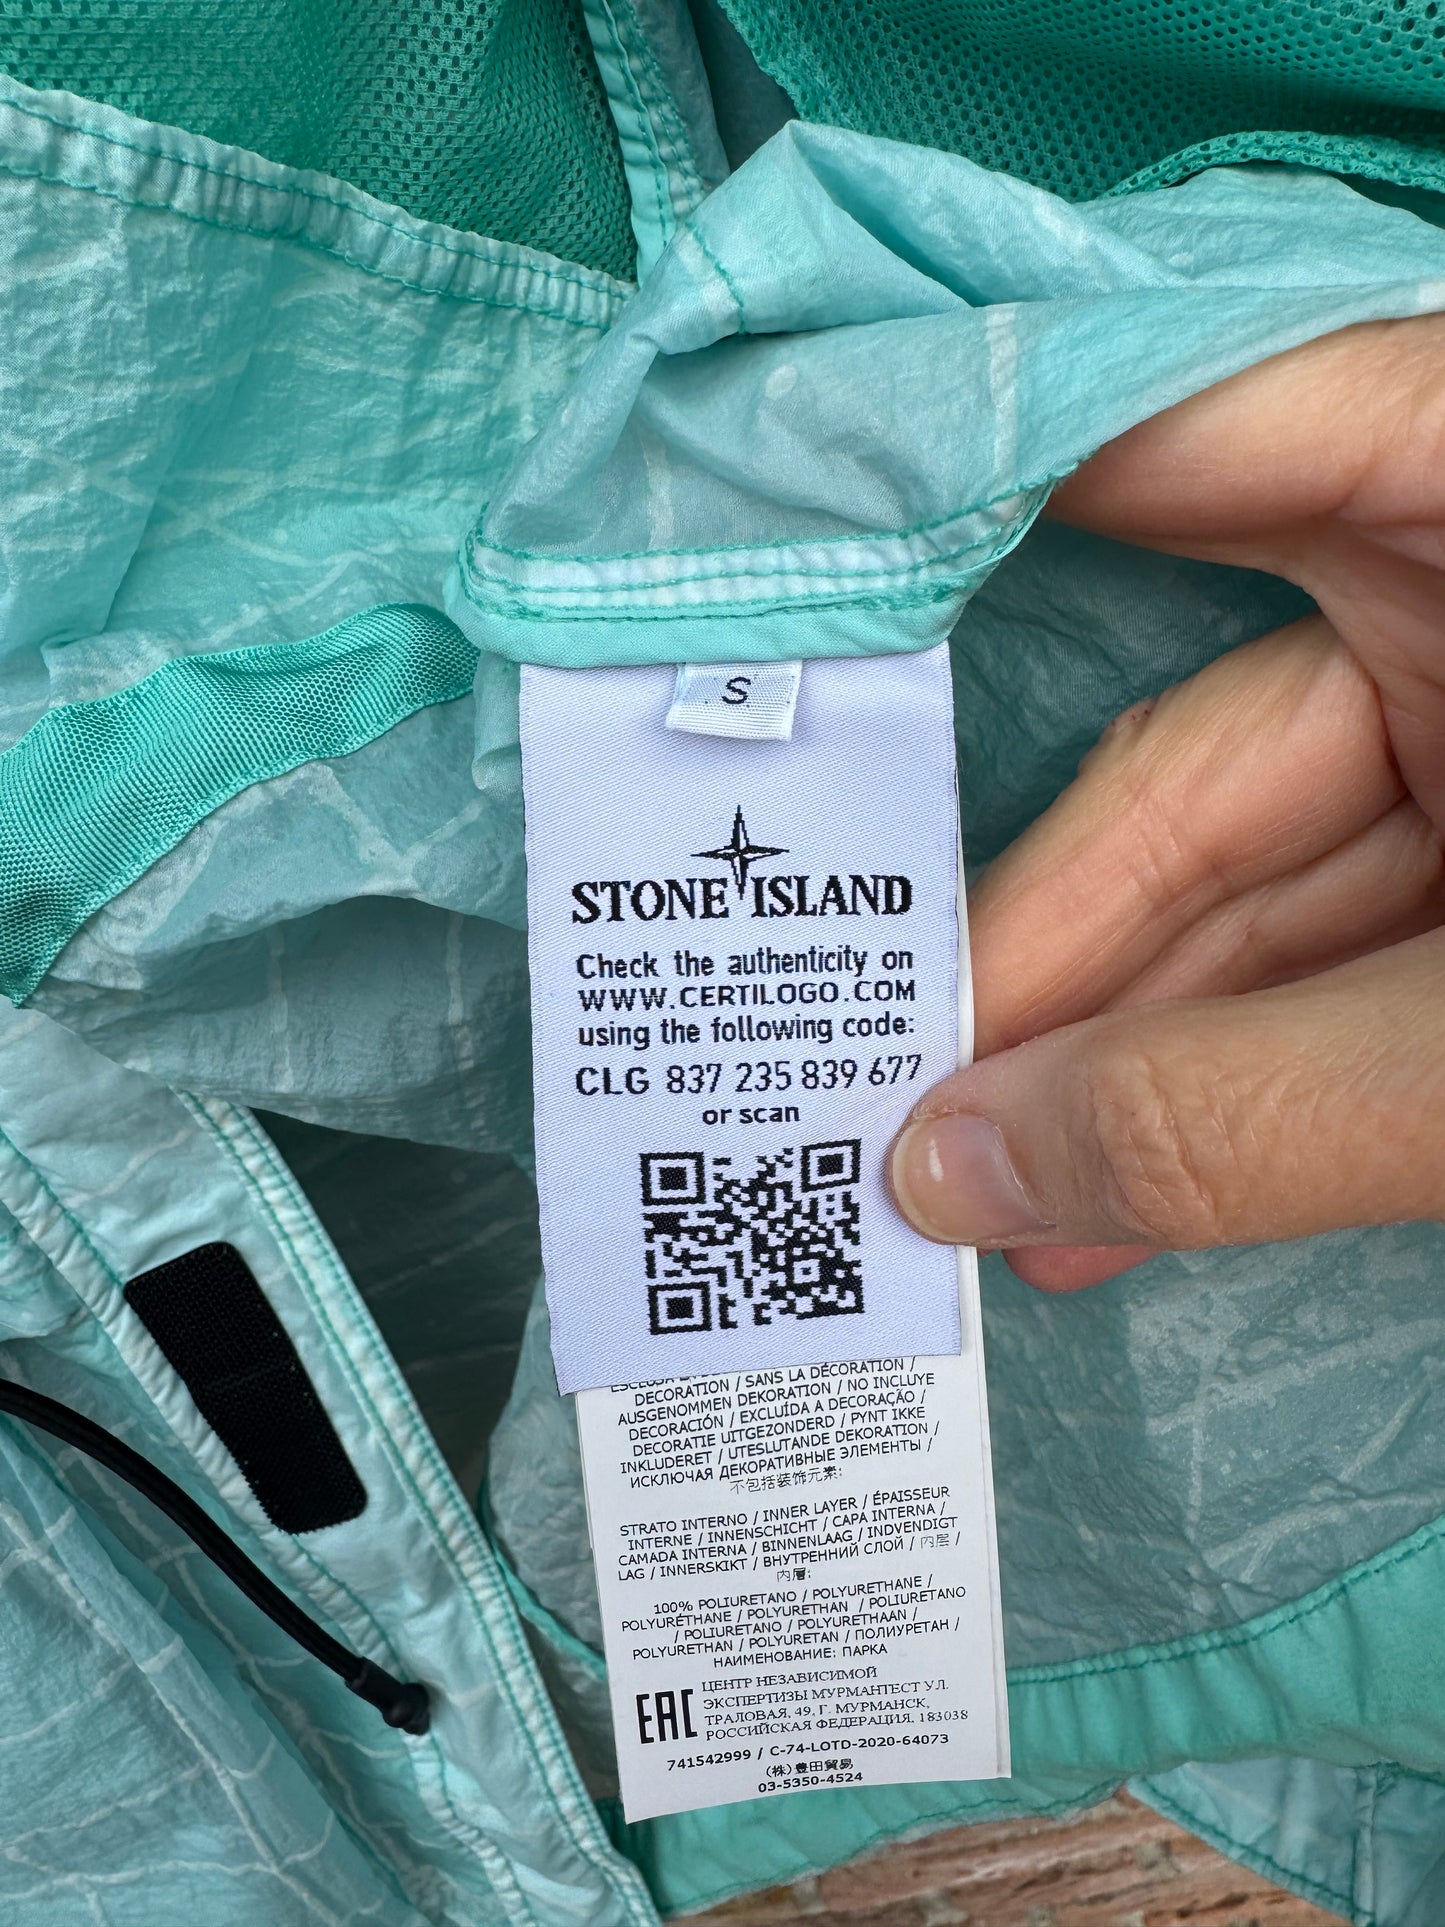 S
STONE ISLAND
Check the authenticity on
WWW.CERTILOGO.COM
using the following code:
CLG 837 235 839 677
or scan
DECORATION / SANS LA DÉCORATION /
AUSGENOMMEN DEKORATION / NO INCLUYE
DECORACIÓN / EXCLUÍDA A DECORAÇÃO /
DECORATIE UITGEZONDERD / PYNT IKKE
INKLUDERET / UTESLUTANDE DEKORATION /
ИСКЛЮЧАЯ ДЕКОРАТИВНЫЕ ЭЛЕМЕНТЫ /
不包括装饰元素:
STRATO INTERNO / INNER LAYER / ÉPAISSEUR
INTERNE / INNENSCHICHT / CAPA INTERNA /
CAMADA INTERNA / BINNENLAAG / INDVENDIGT
LAG / INNERSKIKT / ВНУТРЕННИЙ СЛОЙ / 内层 /
内層:
100% POLIURETANO / POLYURETHANE /
POLYURÉTHANE / POLYURETHAN / POLIURETANO
/ POLIURETANO / POLYURETHAAN /
POLYURETHAN / POLYURETAN / ПОЛИУРЕТАН /
НАИМЕНОВАНИЕ: ПАРКА
EAC ЦЕНТР НЕЗАВИСИМОЙ
ЭКСПЕРТИЗЫ МУРМАНТЕСТ УЛ.
ТРАЛОВАЯ, 49, Г. МУРМАНСК,
РОССИЙСКАЯ ФЕДЕРАЦИЯ, 183038
741542999 / C-74-LOTD-2020-64073
(株)豊田貿易
03-5350-4524